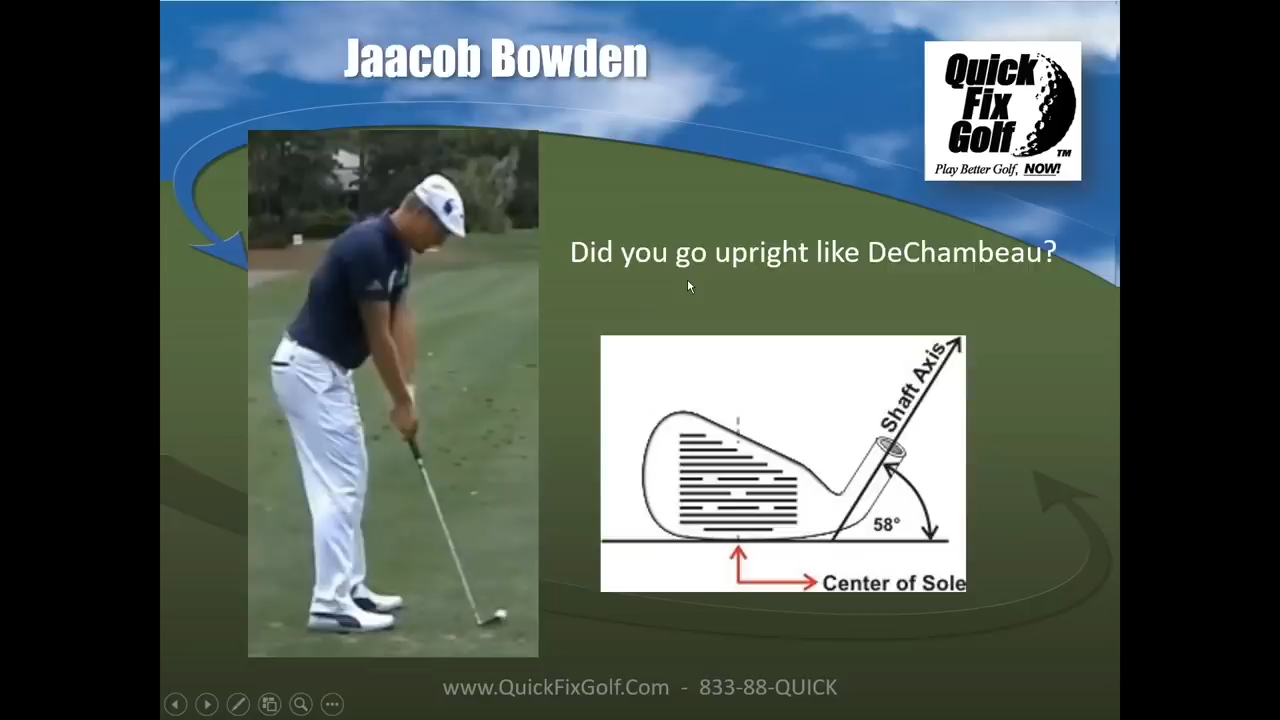 Jaacob Bowden
Quick
Fix
Golf
TM
Play Better Golf, NOW!
Did you go upright like DeChambeau?
Shaft Axis
58°
Center of Sole
www.QuickFixGolf.Com - 833-88-QUICK